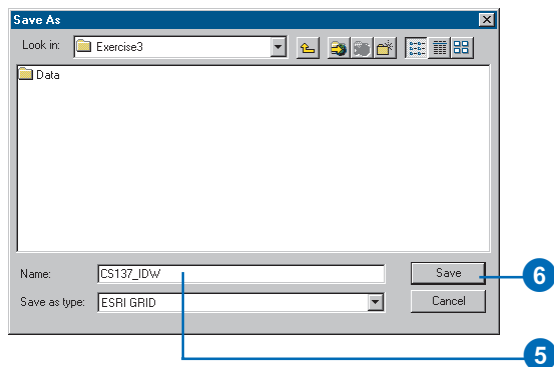 Save As
Look in: Exercise3
Data
Name: CS137_IDW Save 6
Save as type: ESRI GRID Cancel
5